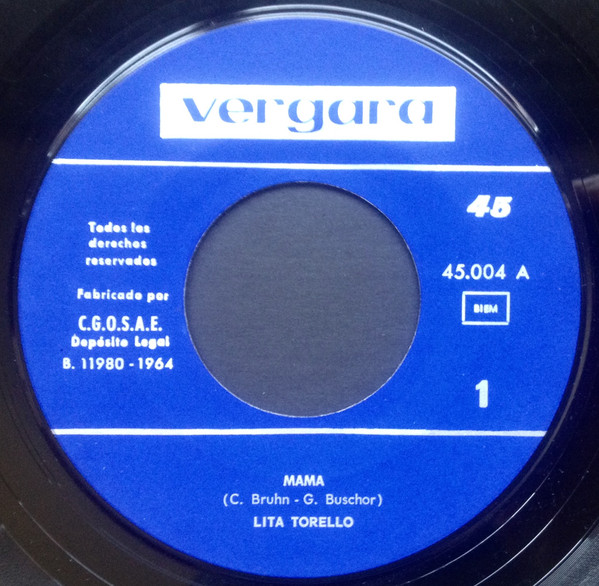 vergara
45
Todos los
derechos
reservados
Fabricado por
C.G.O.S.A.E.
Depósito Legal
B. 11980 - 1964
45.004 A
BIEM
1
MAMA
(C. Bruhn - G. Buschor)
LITA TORELLO